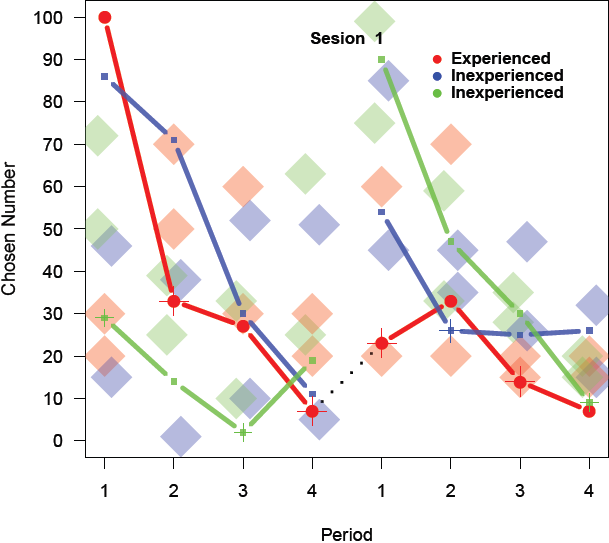 100
90
80
70
60
50
40
30
20
10
0
Chosen Number
Sesion 1
Experienced
Inexperienced
Inexperienced
1 2 3 4 1 2 3 4
Period